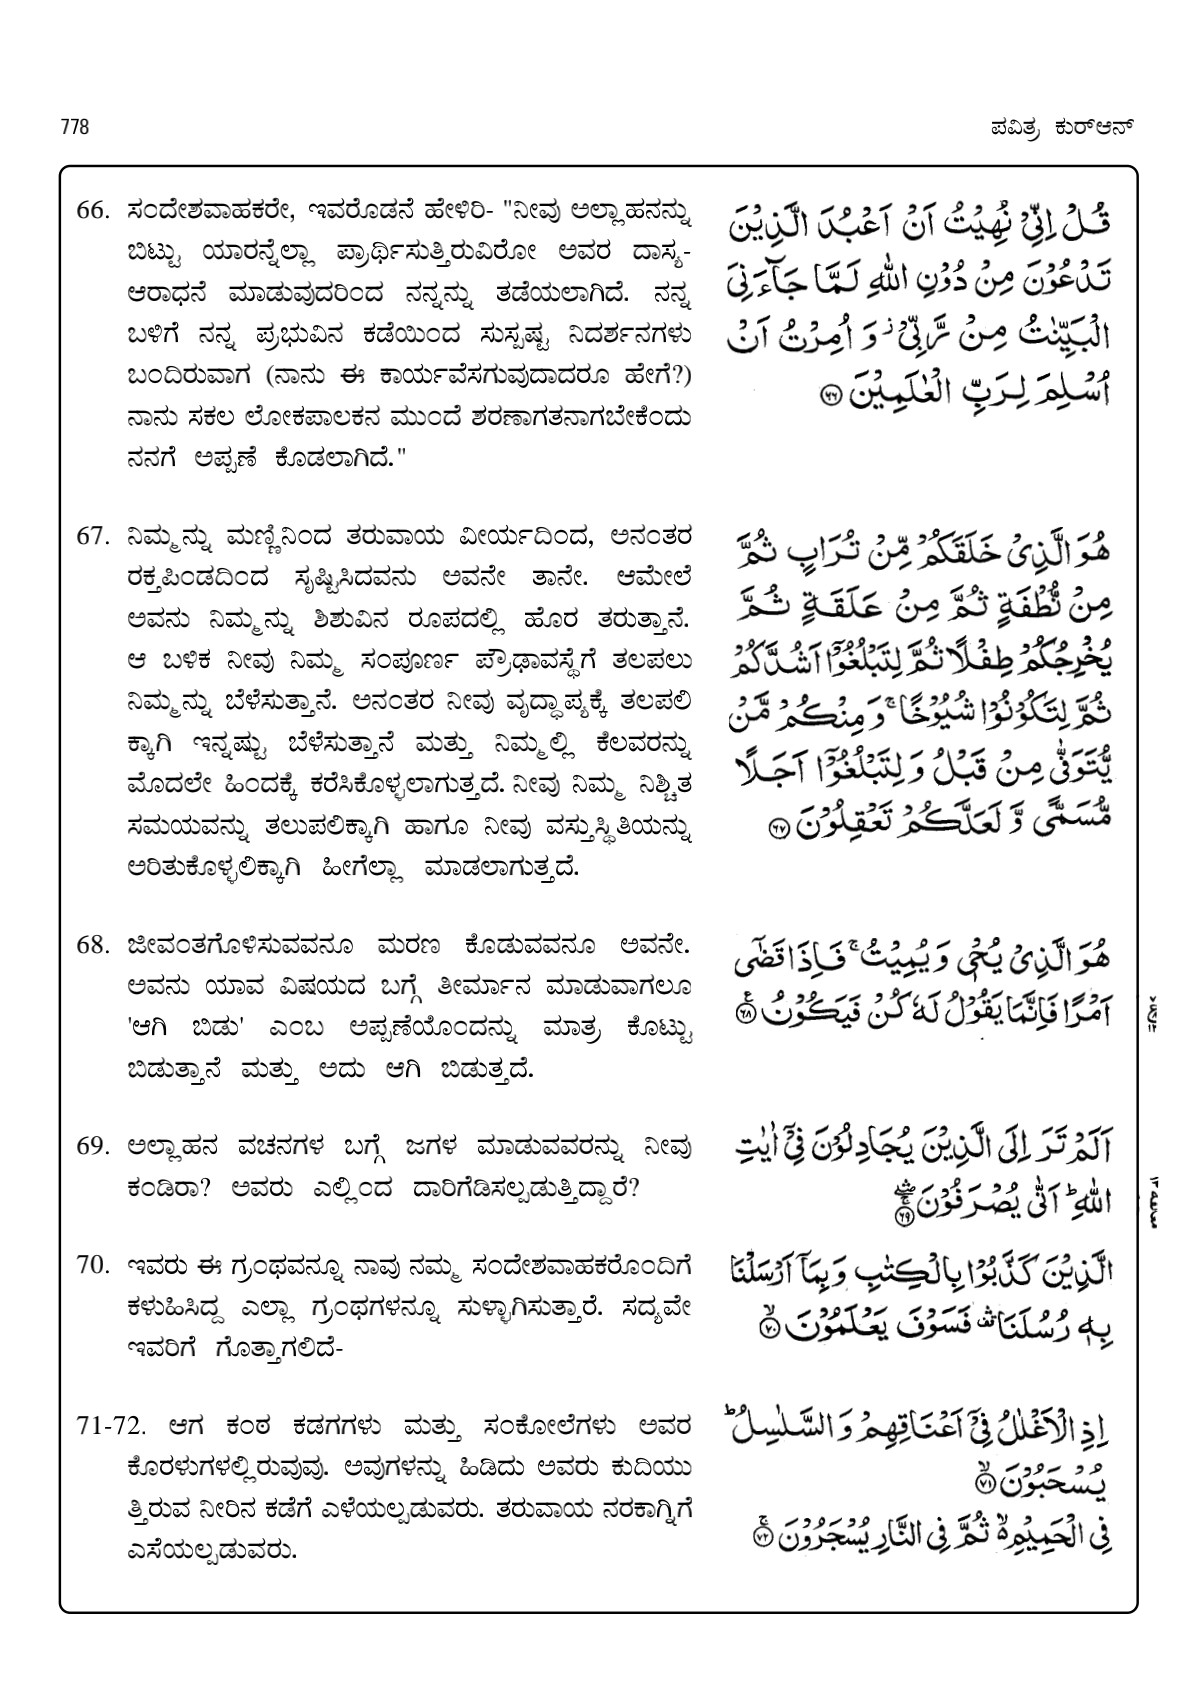 778
ಪವಿತ್ರ ಕುರ್‌ಆನ್
66. ಸಂದೇಶವಾಹಕರೇ, ಇವರೊಡನೆ ಹೇಳಿರಿ- "ನೀವು ಅಲ್ಲಾಹನನ್ನು
ಬಿಟ್ಟು ಯಾರನ್ನೆಲ್ಲಾ ಪ್ರಾರ್ಥಿಸುತ್ತಿರುವಿರೋ ಅವರ ದಾಸ್ಯ-
ಆರಾಧನೆ ಮಾಡುವುದರಿಂದ ನನ್ನನ್ನು ತಡೆಯಲಾಗಿದೆ. ನನ್ನ
ಬಳಿಗೆ ನನ್ನ ಪ್ರಭುವಿನ ಕಡೆಯಿಂದ ಸುಸ್ಪಷ್ಟ ನಿದರ್ಶನಗಳು
ಬಂದಿರುವಾಗ (ನಾನು ಈ ಕಾರ್ಯವೆಸಗುವುದಾದರೂ ಹೇಗೆ?)
ನಾನು ಸಕಲ ಲೋಕಪಾಲಕನ ಮುಂದೆ ಶರಣಾಗತನಾಗಬೇಕೆಂದು
ನನಗೆ ಅಪ್ಪಣೆ ಕೊಡಲಾಗಿದೆ."
قُلْ اِنِّیْ نُهِیْتُ اَنْ اَعْبُدَ الَّذِیْنَ
تَدْعُوْنَ مِنْ دُوْنِ اللّٰهِ لَمَّا جَآءَنِیَ
الْبَیِّنٰتُ مِنْ رَّبِّیْ ؗ وَ اُمِرْتُ اَنْ
اُسْلِمَ لِرَبِّ الْعٰلَمِیْنَ ۝۶۶
67. ನಿಮ್ಮನ್ನು ಮಣ್ಣಿನಿಂದ ತರುವಾಯ ವೀರ್ಯದಿಂದ, ಅನಂತರ
ರಕ್ತಪಿಂಡದಿಂದ ಸೃಷ್ಟಿಸಿದವನು ಅವನೇ ತಾನೇ. ಆಮೇಲೆ
ಅವನು ನಿಮ್ಮನ್ನು ಶಿಶುವಿನ ರೂಪದಲ್ಲಿ ಹೊರ ತರುತ್ತಾನೆ.
ಆ ಬಳಿಕ ನೀವು ನಿಮ್ಮ ಸಂಪೂರ್ಣ ಪ್ರೌಢಾವಸ್ಥೆಗೆ ತಲಪಲು
ನಿಮ್ಮನ್ನು ಬೆಳೆಸುತ್ತಾನೆ. ಅನಂತರ ನೀವು ವೃದ್ಧಾಪ್ಯಕ್ಕೆ ತಲಪಲಿ
ಕ್ಕಾಗಿ ಇನ್ನಷ್ಟು ಬೆಳೆಸುತ್ತಾನೆ ಮತ್ತು ನಿಮ್ಮಲ್ಲಿ ಕೆಲವರನ್ನು
ಮೊದಲೇ ಹಿಂದಕ್ಕೆ ಕರೆಸಿಕೊಳ್ಳಲಾಗುತ್ತದೆ. ನೀವು ನಿಮ್ಮ ನಿಶ್ಚಿತ
ಸಮಯವನ್ನು ತಲುಪಲಿಕ್ಕಾಗಿ ಹಾಗೂ ನೀವು ವಸ್ತುಸ್ಥಿತಿಯನ್ನು
ಅರಿತುಕೊಳ್ಳಲಿಕ್ಕಾಗಿ ಹೀಗೆಲ್ಲಾ ಮಾಡಲಾಗುತ್ತದೆ.
هُوَ الَّذِیْ خَلَقَكُمْ مِّنْ تُرَابٍ ثُمَّ
مِنْ نُّطْفَةٍ ثُمَّ مِنْ عَلَقَةٍ ثُمَّ
یُخْرِجُكُمْ طِفْلًا ثُمَّ لِتَبْلُغُوْۤا اَشُدَّكُمْ
ثُمَّ لِتَكُوْنُوْا شُیُوْخًا ۚ وَ مِنْكُمْ مَّنْ
یُّتَوَفّٰی مِنْ قَبْلُ وَ لِتَبْلُغُوْۤا اَجَلًا
مُّسَمًّی وَّ لَعَلَّكُمْ تَعْقِلُوْنَ ۝۶۷
68. ಜೀವಂತಗೊಳಿಸುವವನೂ ಮರಣ ಕೊಡುವವನೂ ಅವನೇ.
ಅವನು ಯಾವ ವಿಷಯದ ಬಗ್ಗೆ ತೀರ್ಮಾನ ಮಾಡುವಾಗಲೂ
'ಆಗಿ ಬಿಡು' ಎಂಬ ಅಪ್ಪಣೆಯೊಂದನ್ನು ಮಾತ್ರ ಕೊಟ್ಟು
ಬಿಡುತ್ತಾನೆ ಮತ್ತು ಅದು ಆಗಿ ಬಿಡುತ್ತದೆ.
هُوَ الَّذِیْ یُحْیٖ وَ یُمِیْتُ ۚ فَاِذَا قَضٰۤی
اَمْرًا فَاِنَّمَا یَقُوْلُ لَهٗ كُنْ فَیَكُوْنُ ۝۶۸
69. ಅಲ್ಲಾಹನ ವಚನಗಳ ಬಗ್ಗೆ ಜಗಳ ಮಾಡುವವರನ್ನು ನೀವು
ಕಂಡಿರಾ? ಅವರು ಎಲ್ಲಿಂದ ದಾರಿಗೆಡಿಸಲ್ಪಡುತ್ತಿದ್ದಾರೆ?
اَلَمْ تَرَ اِلَی الَّذِیْنَ یُجَادِلُوْنَ فِیْۤ اٰیٰتِ
اللّٰهِ ؕ اَنّٰی یُصْرَفُوْنَ ۝۶۹
70. ಇವರು ಈ ಗ್ರಂಥವನ್ನೂ ನಾವು ನಮ್ಮ ಸಂದೇಶವಾಹಕರೊಂದಿಗೆ
ಕಳುಹಿಸಿದ್ದ ಎಲ್ಲಾ ಗ್ರಂಥಗಳನ್ನೂ ಸುಳ್ಳಾಗಿಸುತ್ತಾರೆ. ಸದ್ಯವೇ
ಇವರಿಗೆ ಗೊತ್ತಾಗಲಿದೆ-
الَّذِیْنَ كَذَّبُوْا بِالْكِتٰبِ وَ بِمَاۤ اَرْسَلْنَا
بِهٖ رُسُلَنَا ۛ۫ فَسَوْفَ یَعْلَمُوْنَ ۝۷۰
71-72. ಆಗ ಕಂಠ ಕಡಗಗಳು ಮತ್ತು ಸಂಕೋಲೆಗಳು ಅವರ
ಕೊರಳುಗಳಲ್ಲಿರುವುವು. ಅವುಗಳನ್ನು ಹಿಡಿದು ಅವರು ಕುದಿಯು
ತ್ತಿರುವ ನೀರಿನ ಕಡೆಗೆ ಎಳೆಯಲ್ಪಡುವರು. ತರುವಾಯ ನರಕಾಗ್ನಿಗೆ
ಎಸೆಯಲ್ಪಡುವರು.
اِذِ الْاَغْلٰلُ فِیْۤ اَعْنَاقِهِمْ وَ السَّلٰسِلُ ؕ
یُسْحَبُوْنَ ۝۷۱
فِی الْحَمِیْمِ ۙ۬ ثُمَّ فِی النَّارِ یُسْجَرُوْنَ ۝۷۲